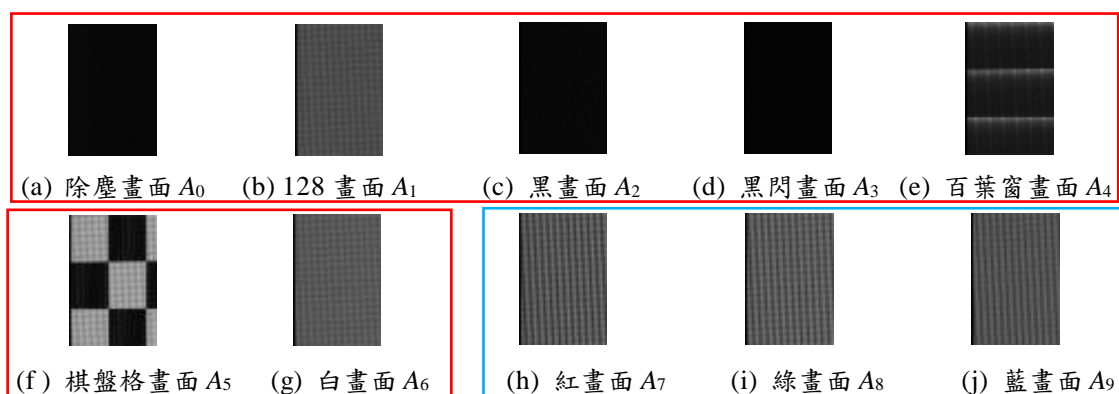 (a) 除塵畫面 A₀ (b) 128 畫面 A₁ (c) 黑畫面 A₂ (d) 黑閃畫面 A₃ (e) 百葉窗畫面 A₄
(f) 棋盤格畫面 A₅ (g) 白畫面 A₆ (h) 紅畫面 A₇ (i) 綠畫面 A₈ (j) 藍畫面 A₉